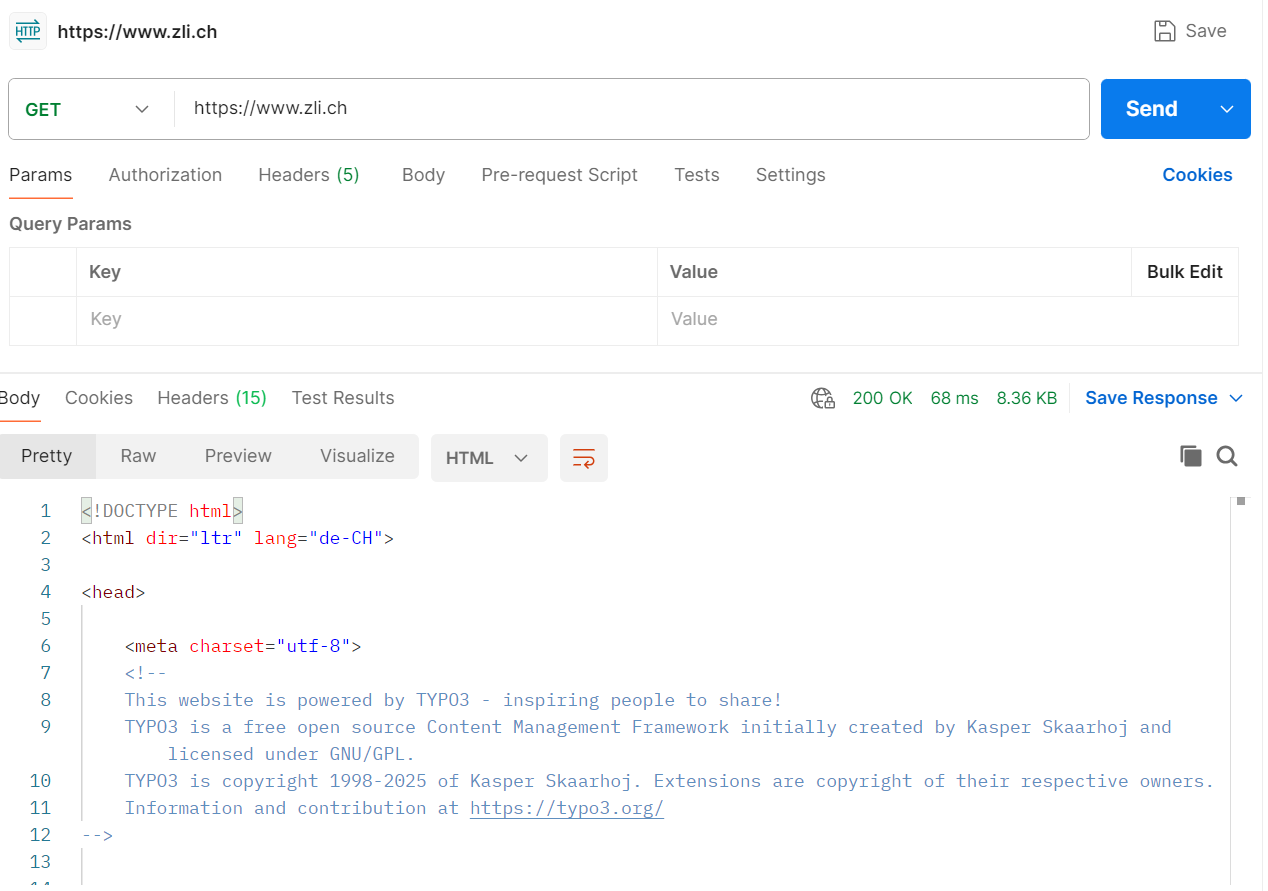 HTTP https://www.zli.ch Save
GET https://www.zli.ch Send
Params Authorization Headers (5) Body Pre-request Script Tests Settings Cookies
Query Params
Key Value Bulk Edit
Key Value
Body Cookies Headers (15) Test Results 200 OK 68 ms 8.36 KB Save Response
Pretty Raw Preview Visualize HTML
1 <!DOCTYPE html>
2 <html dir="ltr" lang="de-CH">
3
4 <head>
5
6 <meta charset="utf-8">
7 <!--
8 This website is powered by TYPO3 - inspiring people to share!
9 TYPO3 is a free open source Content Management Framework initially created by Kasper Skaarhoj and
licensed under GNU/GPL.
10 TYPO3 is copyright 1998-2025 of Kasper Skaarhoj. Extensions are copyright of their respective owners.
11 Information and contribution at https://typo3.org/
12 -->
13